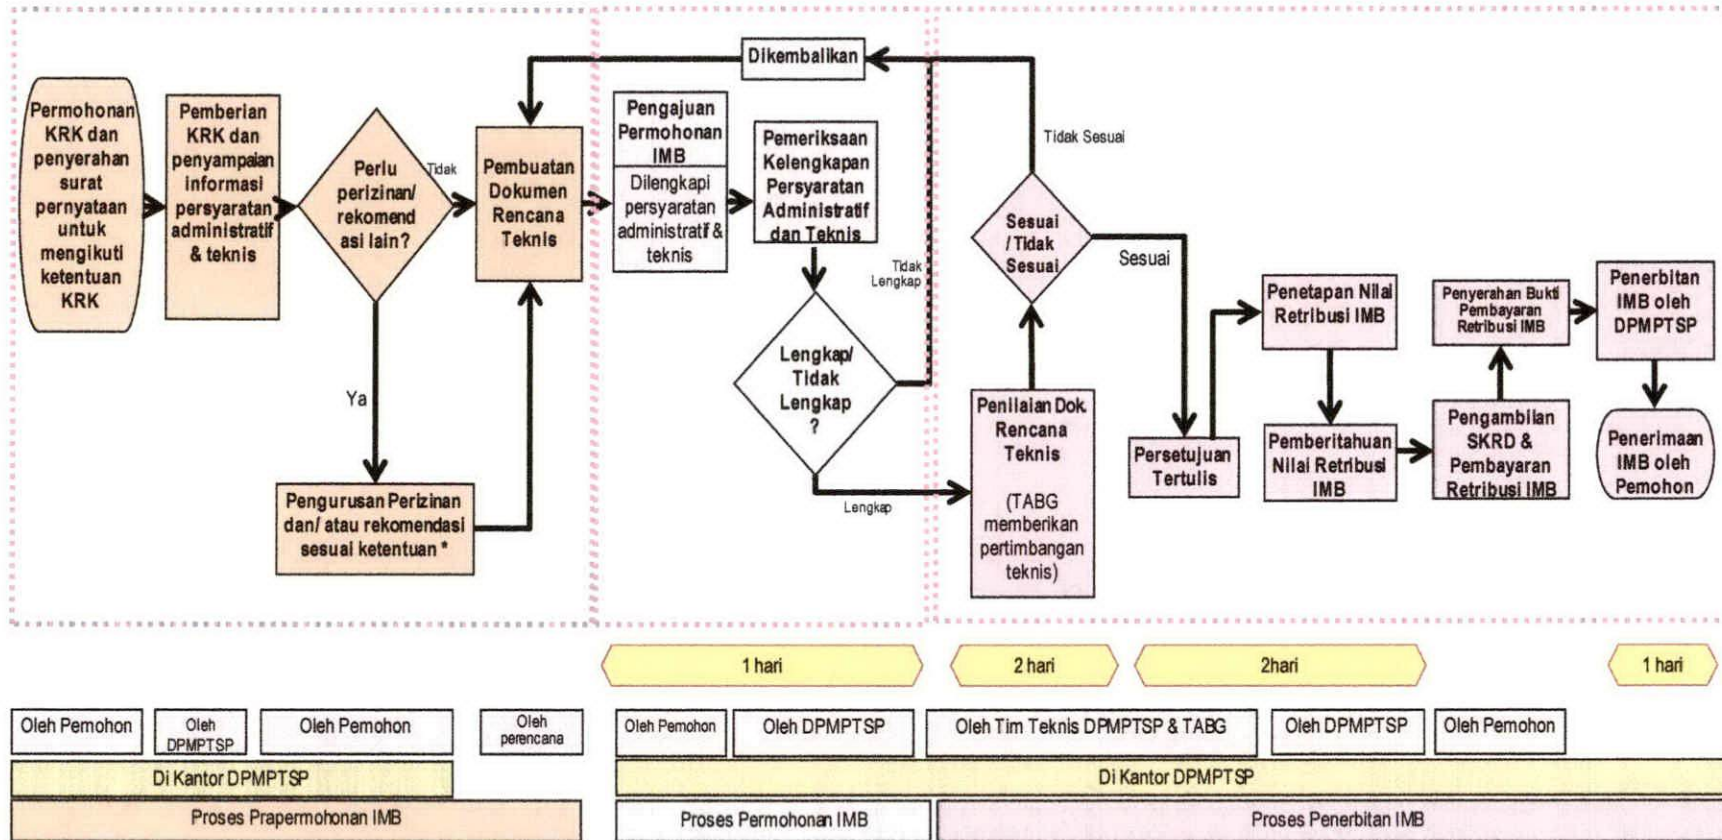 Permohonan
KRK dan
penyerahan
surat
pernyataan
untuk
mengikuti
ketentuan
KRK
Pemberian
KRK dan
penyampaian
informasi
persyaratan
administratif
& teknis
Perlu
perizinan/
rekomend
asi lain?
Tidak
Ya
Pengurusan Perizinan
dan/ atau rekomendasi
sesuai ketentuan *
Pembuatan
Dokumen
Rencana
Teknis
Dikembalikan
Pengajuan
Permohonan
IMB
Dilengkapi
persyaratan
administratif &
teknis
Pemeriksaan
Kelengkapan
Persyaratan
Administratif
dan Teknis
Tidak
Lengkap
Lengkap/
Tidak
Lengkap
?
Lengkap
Tidak Sesuai
Sesuai
/ Tidak
Sesuai
Sesuai
Penilaian Dok.
Rencana
Teknis
(TABG
memberikan
pertimbangan
teknis)
Persetujuan
Tertulis
Penetapan Nilai
Retribusi IMB
Pemberitahuan
Nilai Retribusi
IMB
Penyerahan Bukti
Pembayaran
Retribusi IMB
Pengambilan
SKRD &
Pembayaran
Retribusi IMB
Penerbitan
IMB oleh
DPMPTSP
Penerimaan
IMB oleh
Pemohon
1 hari
2 hari
2hari
1 hari
Oleh Pemohon
Oleh
DPMPTSP
Oleh Pemohon
Oleh
perencana
Oleh Pemohon
Oleh DPMPTSP
Oleh Tim Teknis DPMPTSP & TABG
Oleh DPMPTSP
Oleh Pemohon
Di Kantor DPMPTSP
Di Kantor DPMPTSP
Proses Prapermohonan IMB
Proses Permohonan IMB
Proses Penerbitan IMB